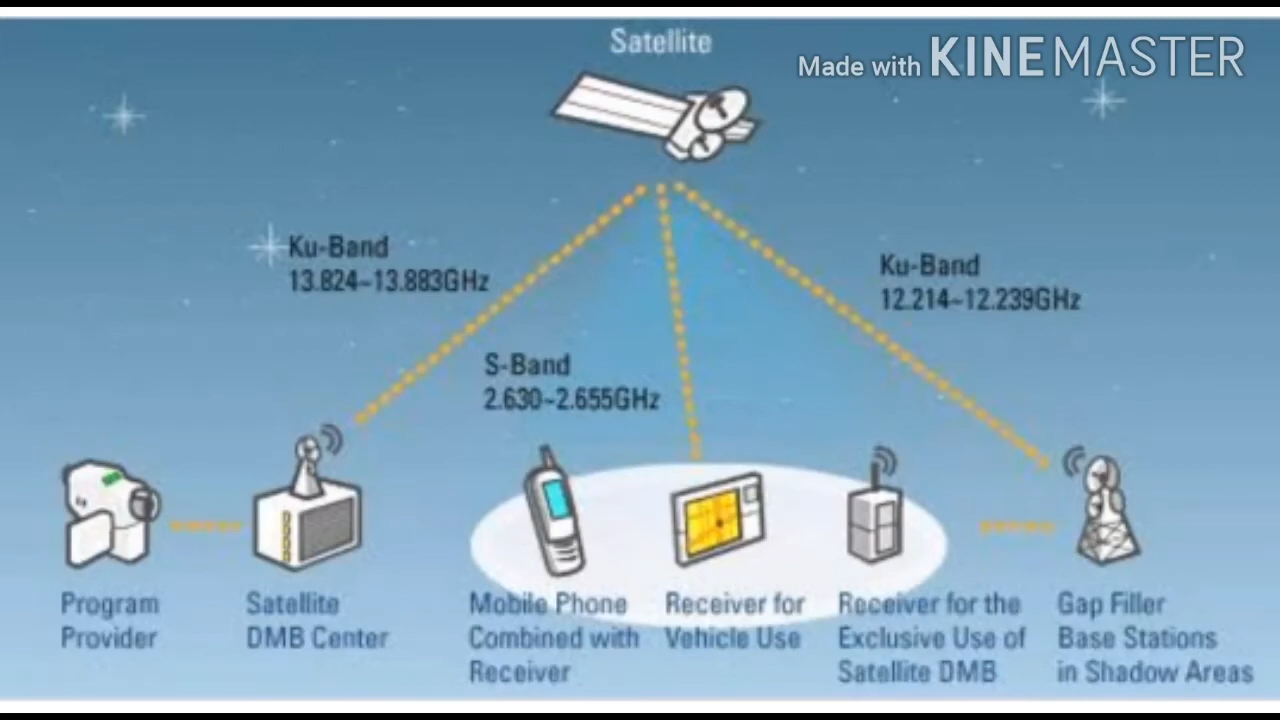 Satellite
Made with KINEMASTER
Ku-Band
13.824~13.883GHz
Ku-Band
12.214~12.239GHz
S-Band
2.630~2.655GHz
Program
Provider
Satellite
DMB Center
Mobile Phone
Combined with
Receiver
Receiver for
Vehicle Use
Receiver for the
Exclusive Use of
Satellite DMB
Gap Filler
Base Stations
in Shadow Areas